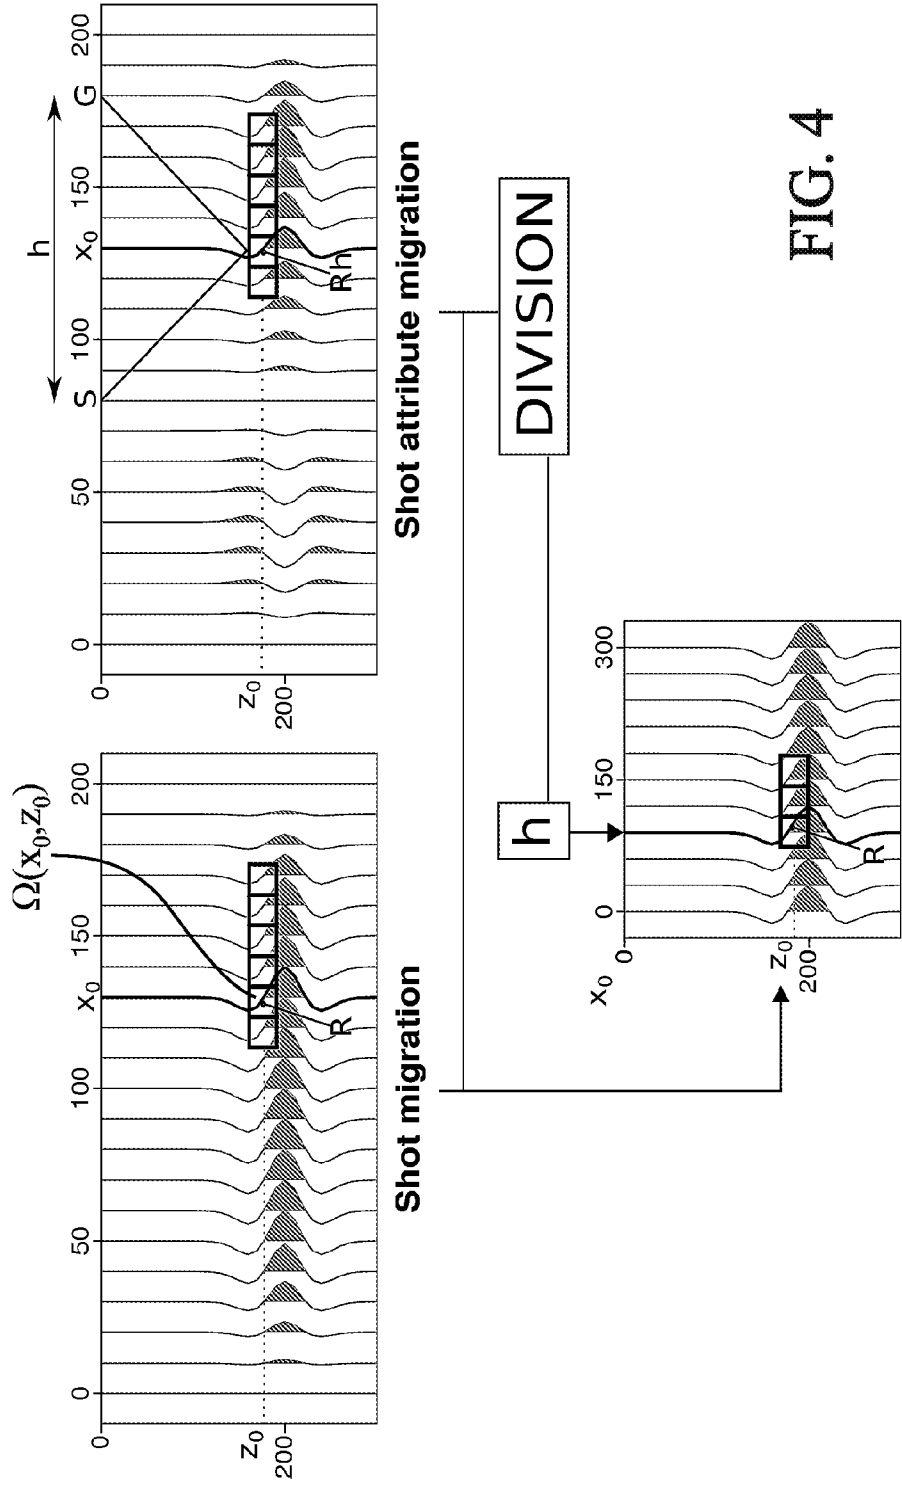 Ω(x₀,z₀)
0 50 100 x₀ 150 200
0
z₀
200
R
Shot migration
h
0 50 S 100 x₀ 150 G 200
0
z₀
200
Rh
Shot attribute migration
h
DIVISION
x₀
0 150 300
0
z₀
200
R
FIG. 4